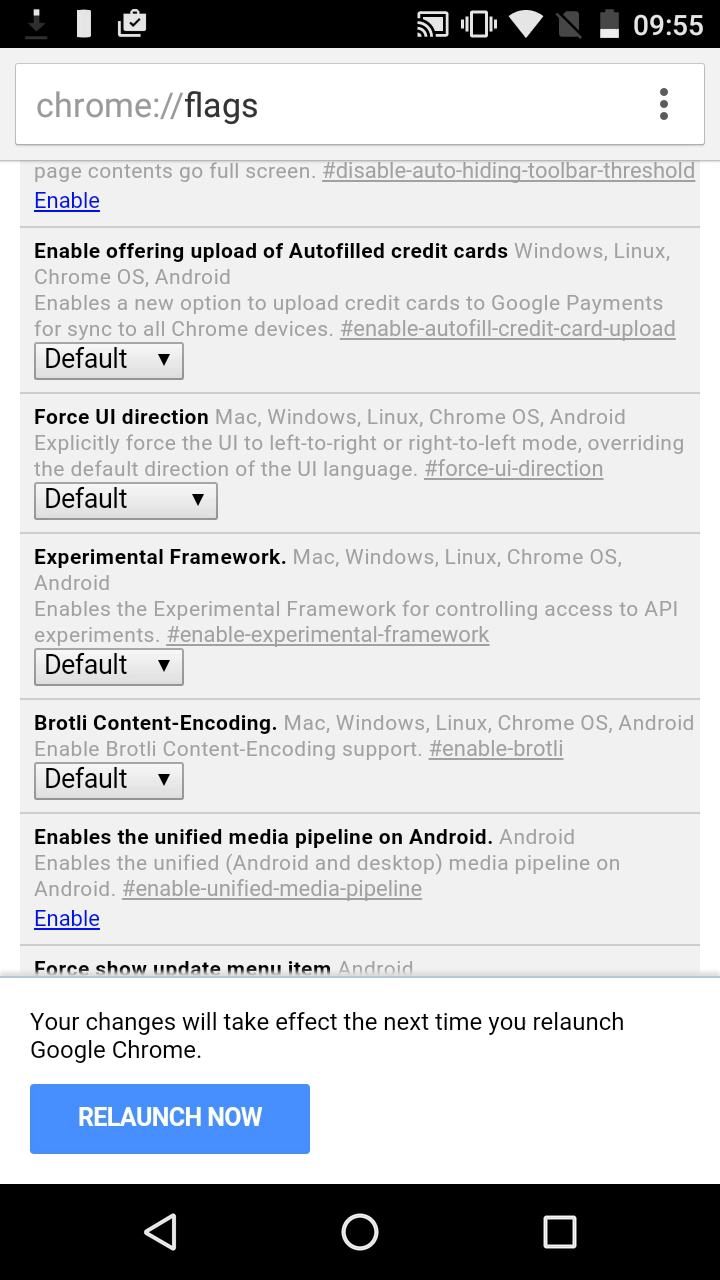 09:55
chrome://flags
page contents go full screen. #disable-auto-hiding-toolbar-threshold
Enable
Enable offering upload of Autofilled credit cards Windows, Linux,
Chrome OS, Android
Enables a new option to upload credit cards to Google Payments
for sync to all Chrome devices. #enable-autofill-credit-card-upload
Default
Force UI direction Mac, Windows, Linux, Chrome OS, Android
Explicitly force the UI to left-to-right or right-to-left mode, overriding
the default direction of the UI language. #force-ui-direction
Default
Experimental Framework. Mac, Windows, Linux, Chrome OS,
Android
Enables the Experimental Framework for controlling access to API
experiments. #enable-experimental-framework
Default
Brotli Content-Encoding. Mac, Windows, Linux, Chrome OS, Android
Enable Brotli Content-Encoding support. #enable-brotli
Default
Enables the unified media pipeline on Android. Android
Enables the unified (Android and desktop) media pipeline on
Android. #enable-unified-media-pipeline
Enable
Force show update menu item Android
Your changes will take effect the next time you relaunch
Google Chrome.
RELAUNCH NOW